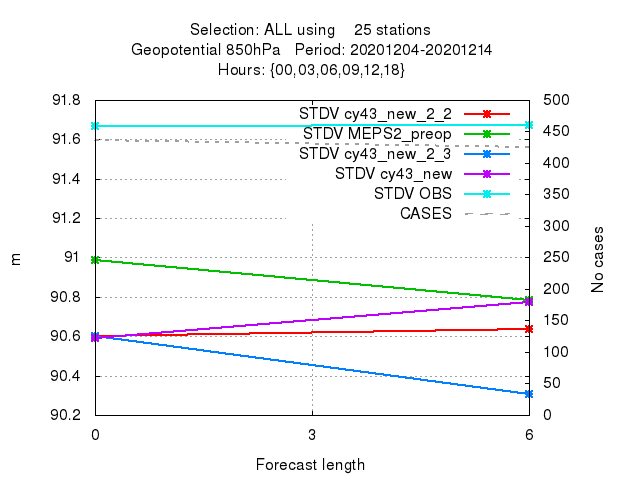 Selection: ALL using 25 stations
Geopotential 850hPa Period: 20201204-20201214
Hours: {00,03,06,09,12,18}
91.8
91.6
91.4
91.2
91
90.8
90.6
90.4
90.2
m
STDV cy43_new_2_2
STDV MEPS2_preop
STDV cy43_new_2_3
STDV cy43_new
STDV OBS
CASES
500
450
400
350
300
250
200
150
100
50
0
No cases
0 3 6
Forecast length